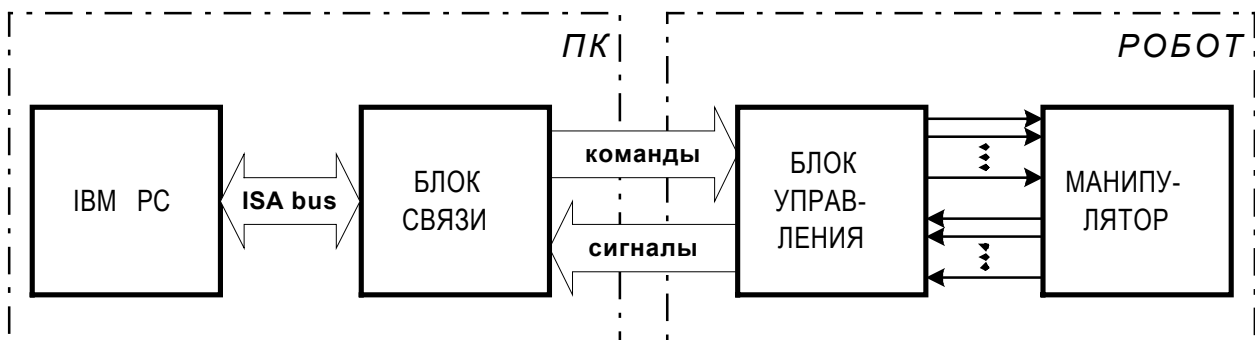 ПК
РОБОТ
IBM PC
ISA bus
БЛОК
СВЯЗИ
команды
сигналы
БЛОК
УПРАВ-
ЛЕНИЯ
МАНИПУ-
ЛЯТОР